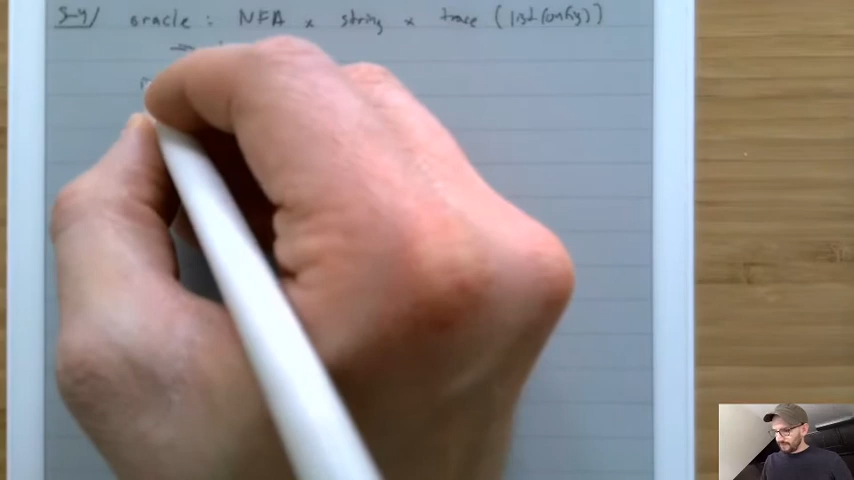 oracle : NFA x string x trace (list(config))